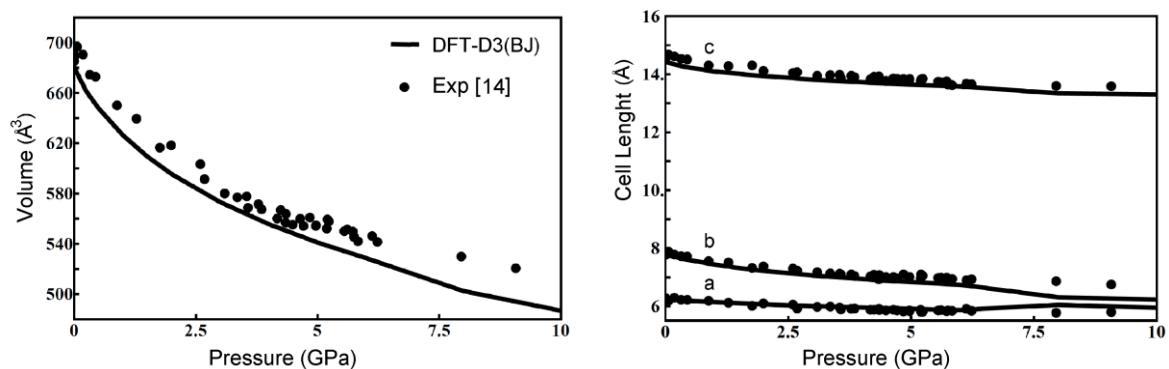 700
660
620
580
540
500
Volume (Å³)
DFT-D3(BJ)
Exp [14]
0
2.5
5
7.5
10
Pressure (GPa)
16
14
12
10.
8
6
Cell Lenght (Å)
c
b
a
0
2.5
5
7.5
10
Pressure (GPa)